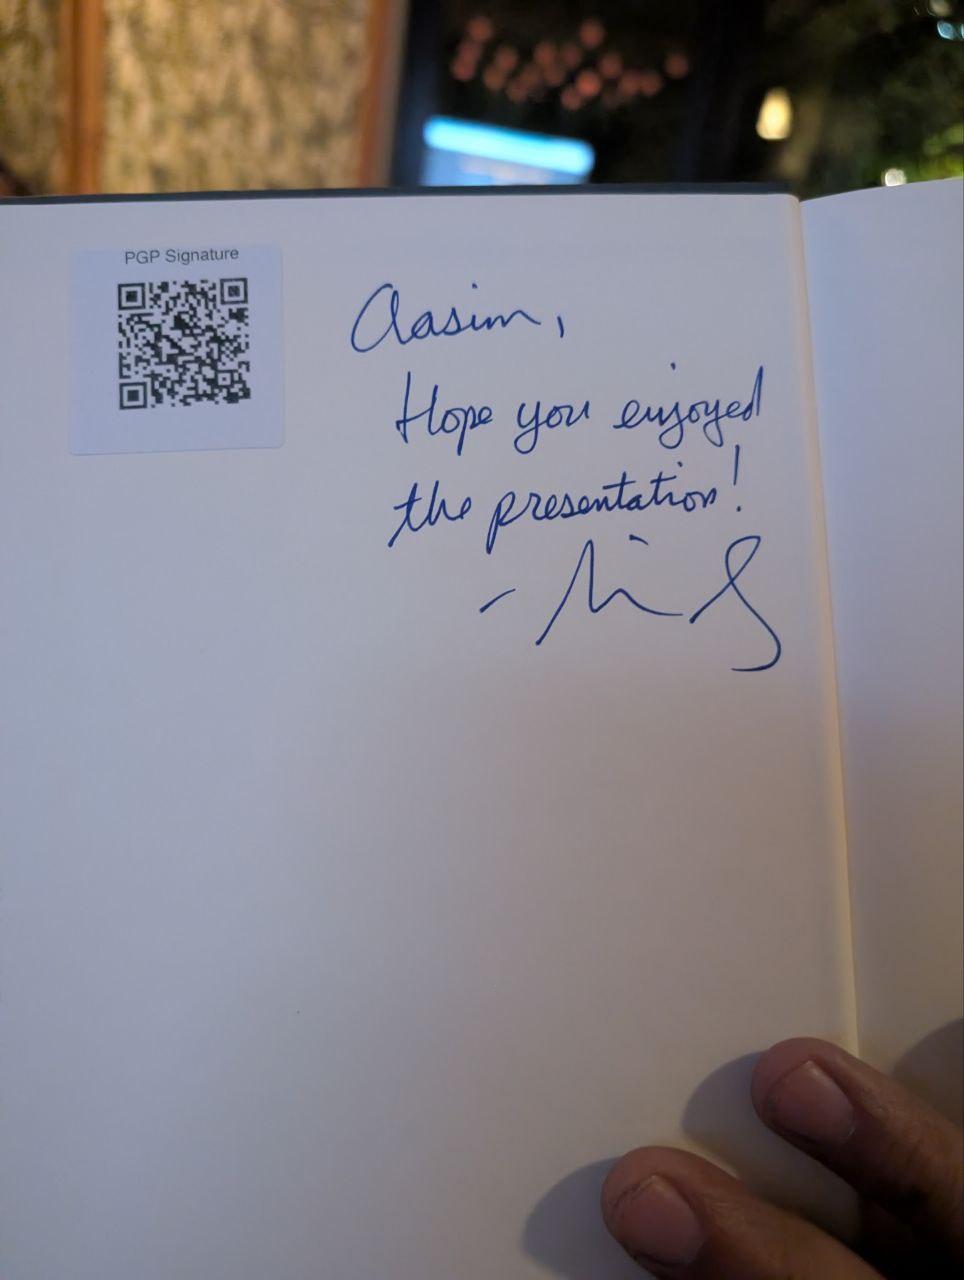 PGP Signature
Aasim,
Hope you enjoyed
the presentation!